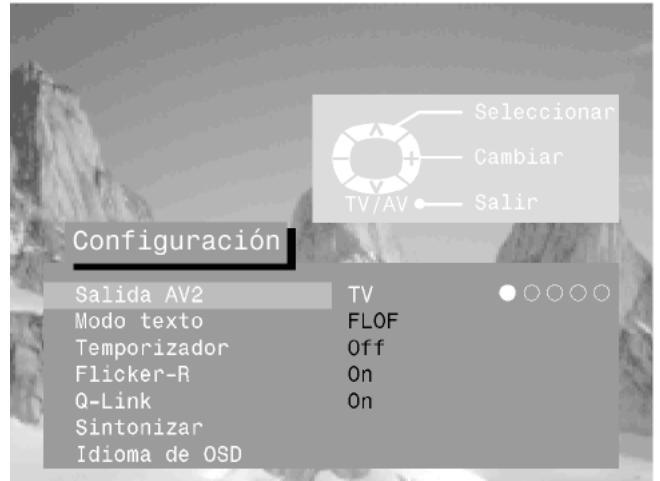 Seleccionar
Cambiar
TV/AV Salir
Configuración
Salida AV2 TV
Modo texto FLOF
Temporizador Off
Flicker-R On
Q-Link On
Sintonizar
Idioma de OSD